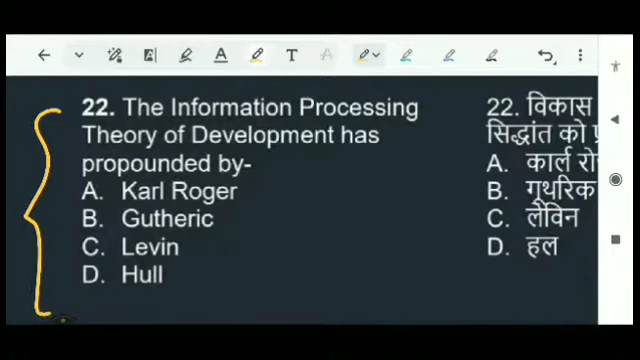 22. The Information Processing
Theory of Development has
propounded by-
A. Karl Roger
B. Gutheric
C. Levin
D. Hull
22. विकास
सिद्धांत को
A. कार्ल
B. गूथरिक
C. लेविन
D. हल